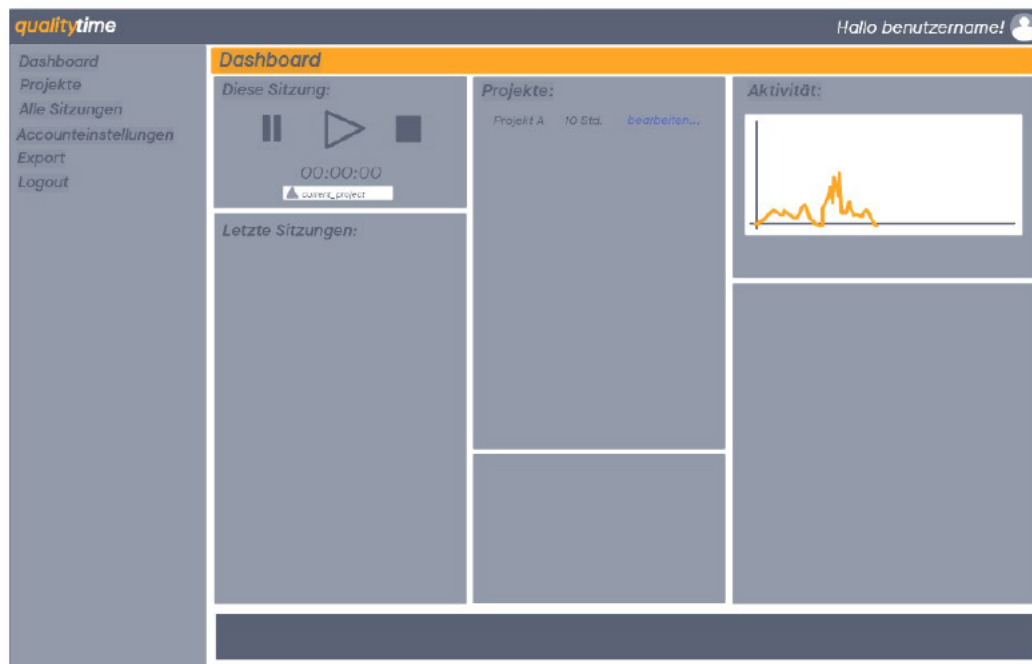 qualitytime
Hallo benutzername!
Dashboard
Projekte
Alle Sitzungen
Accounteinstellungen
Export
Logout
Dashboard
Diese Sitzung:
00:00:00
current_project
Letzte Sitzungen:
Projekte:
Projekt A 10 Std. bearbeiten...
Aktivität: